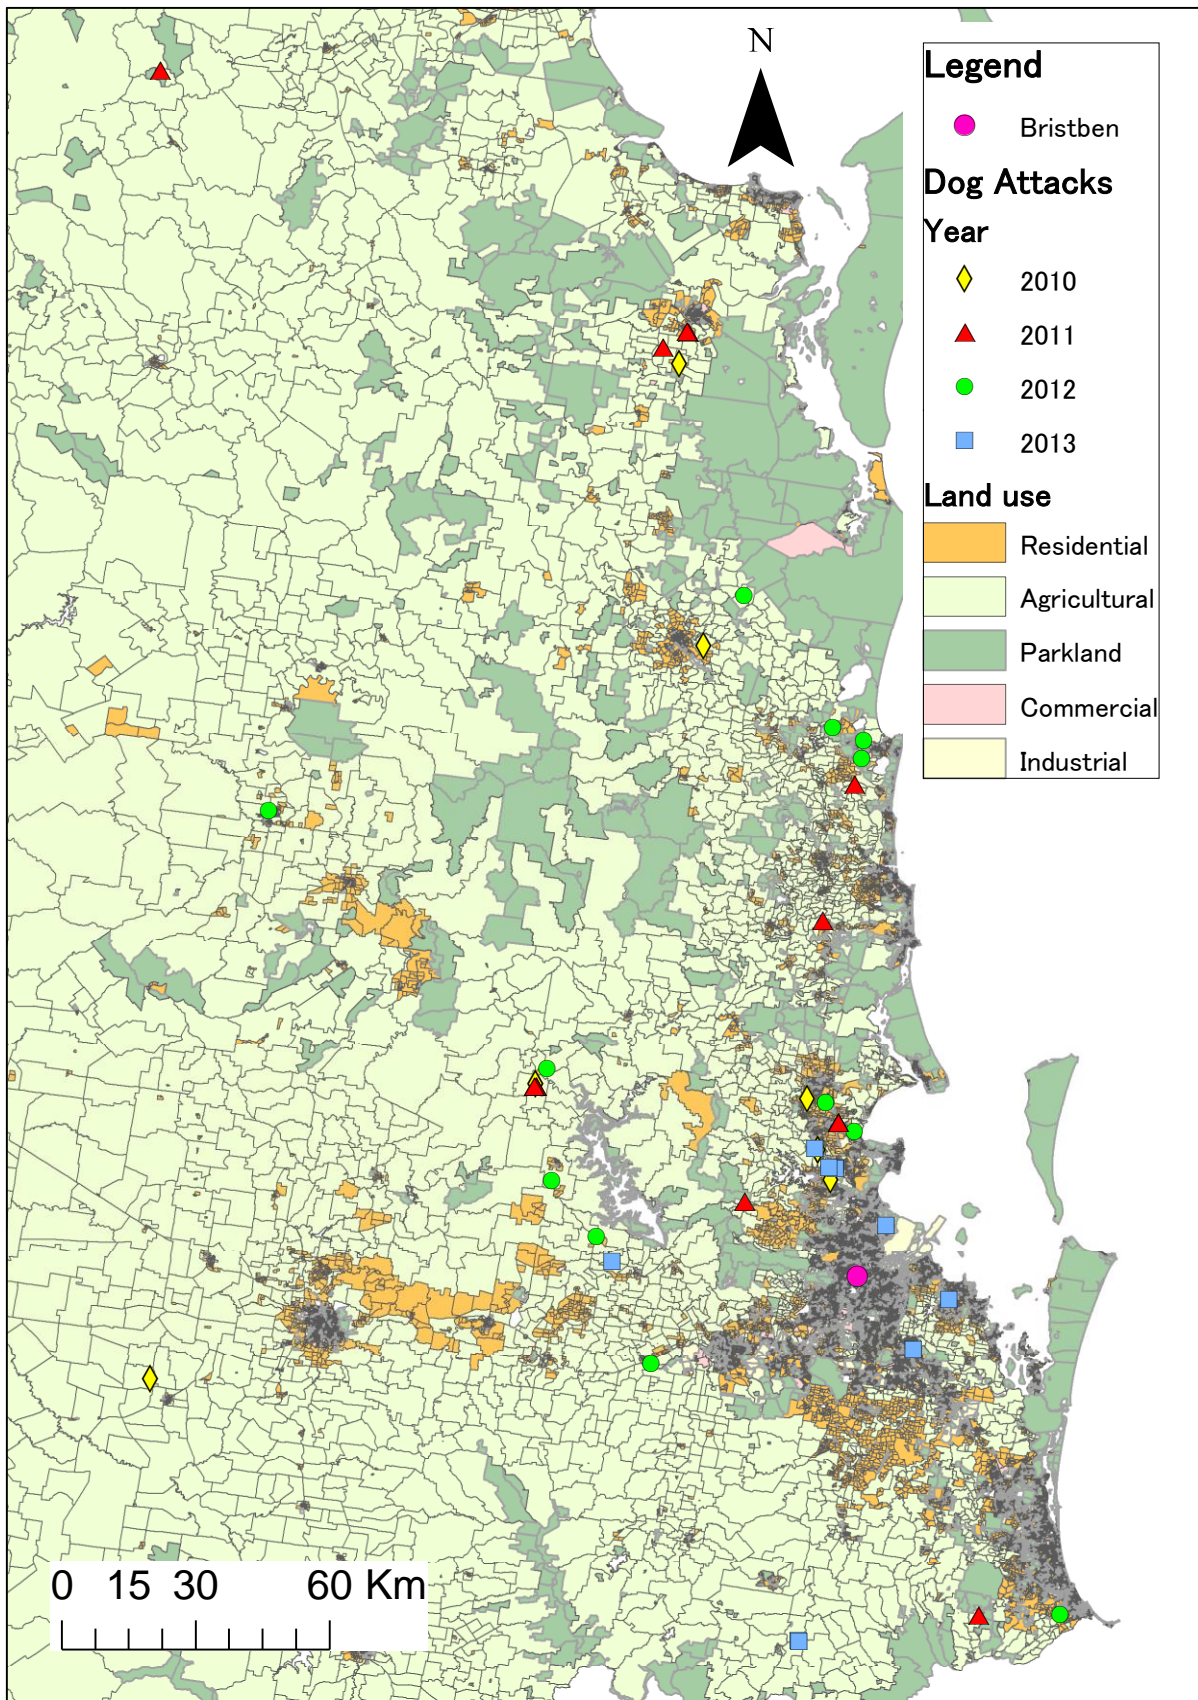 N
Legend
Bristben
Dog Attacks
Year
2010
2011
2012
2013
Land use
Residential
Agricultural
Parkland
Commercial
Industrial
0 15 30 60 Km